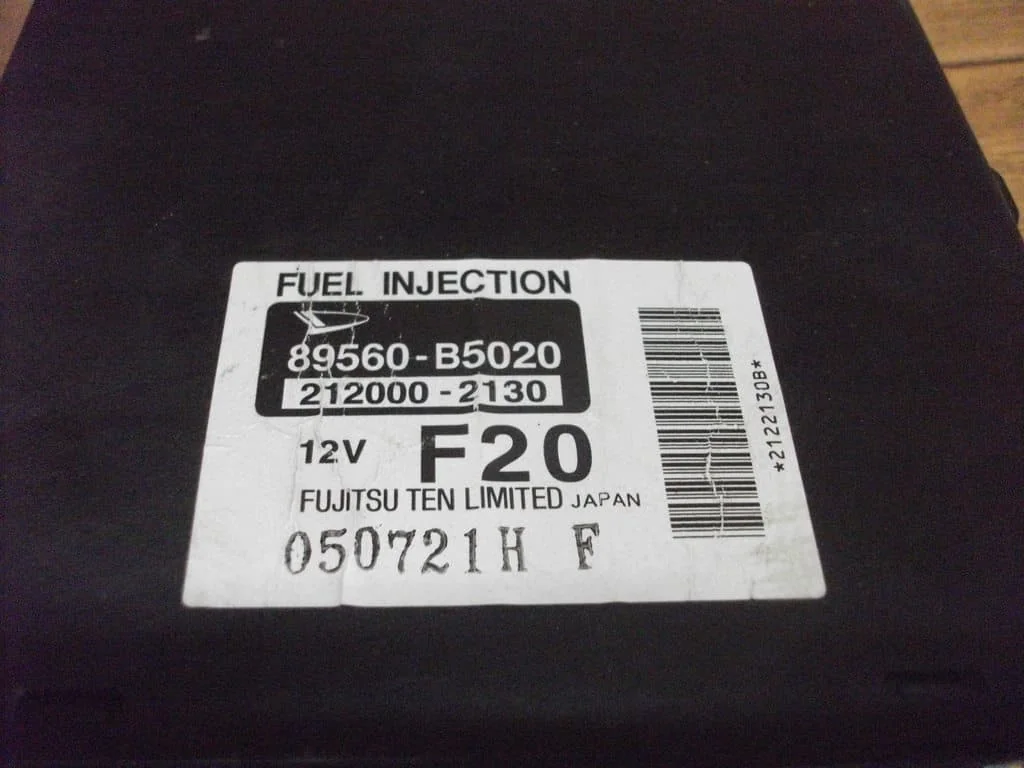 FUEL INJECTION
89560-B5020
212000-2130
12V F20
FUJITSU TEN LIMITED JAPAN
050721H F
*2122130B*